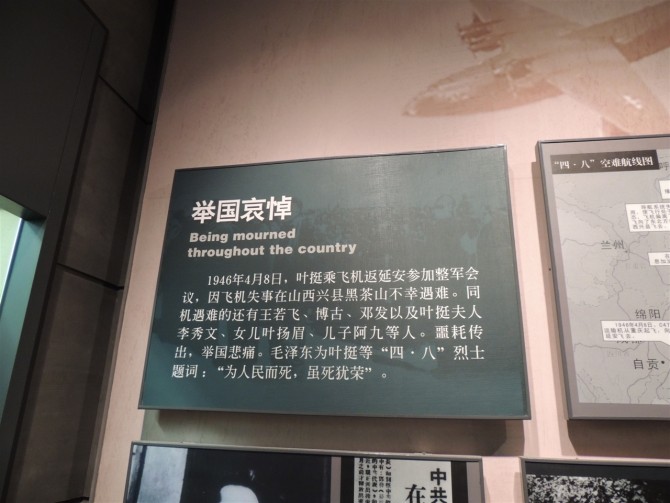 举国哀悼
Being mourned
throughout the country
1946年4月8日，叶挺乘飞机返延安参加整军会
议，因飞机失事在山西兴县黑茶山不幸遇难。同
机遇难的还有王若飞、博古、邓发以及叶挺夫人
李秀文、女儿叶扬眉、儿子阿九等人。噩耗传
出，举国悲痛。毛泽东为叶挺等“四·八”烈士
题词：“为人民而死，虽死犹荣”。
“四·八”空难航线图
兰州
绵阳
自贡
中共
在